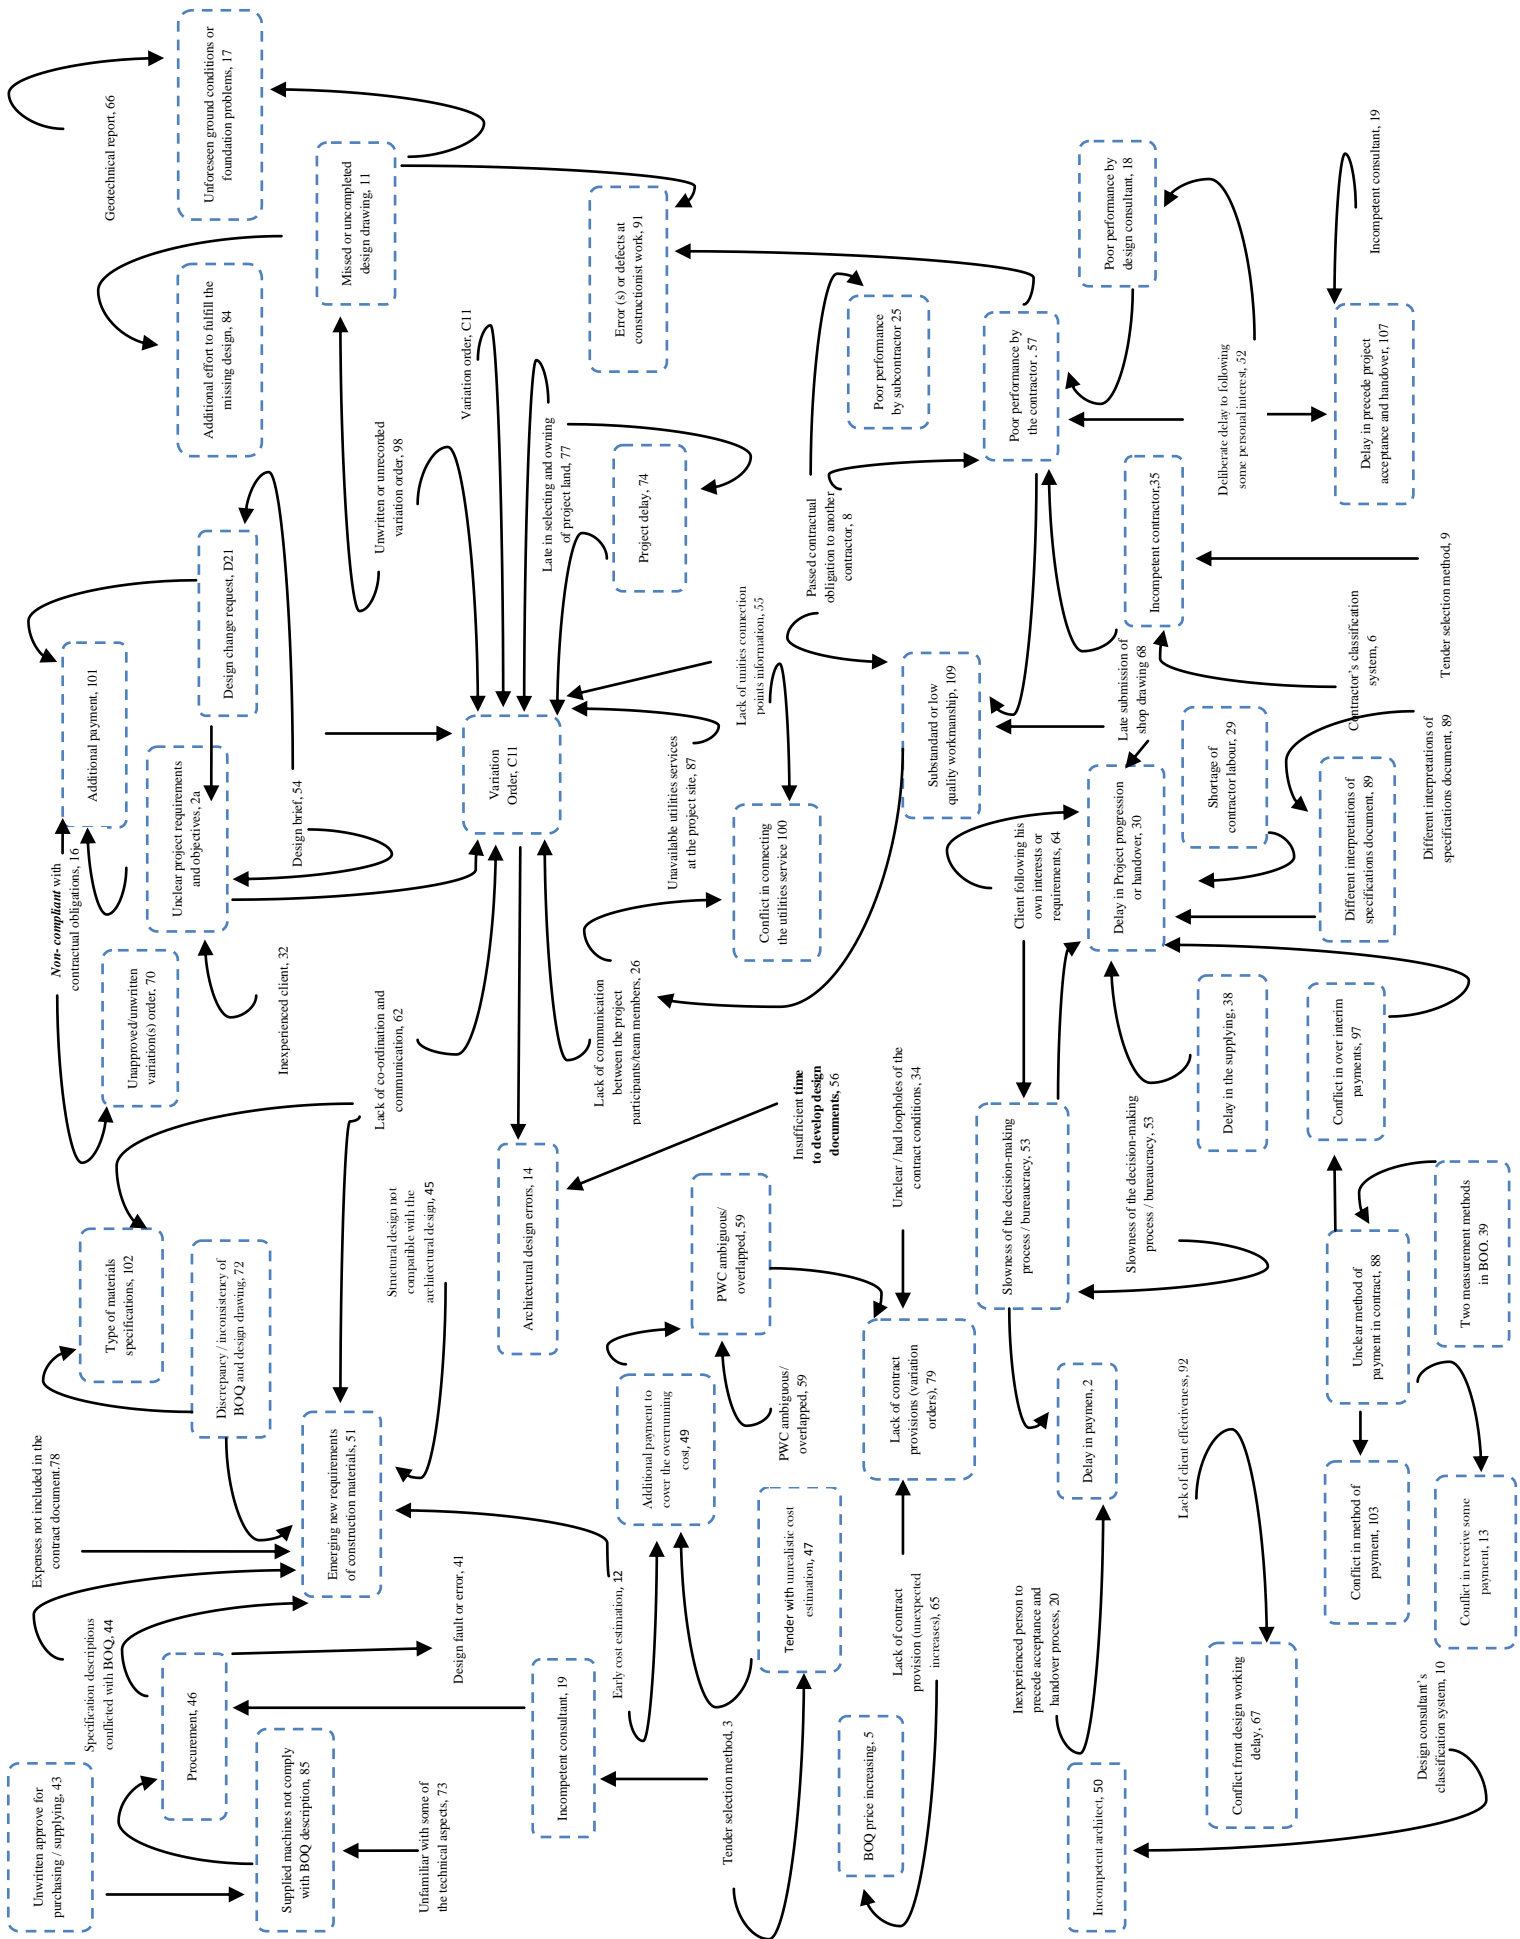 Unwritten approve for
purchasing / supplying, 43
Specification descriptions
conflicted with BOQ, 44
Expenses not included in the
contract document.78
Type of materials
specifications, 102
Non- compliant with
contractual obligations, 16
Additional payment, 101
Geotechnical report, 66
Procurement, 46
Discrepancy / inconsistency of
BOQ and design drawing, 72
Unapproved/unwritten
variation(s) order, 70
Unclear project requirements
and objectives, 2a
Design change request, D21
Additional effort to fulfill the
missing design, 84
Unforeseen ground conditions or
foundation problems, 17
Supplied machines not comply
with BOQ description, 85
Emerging new requirements
of construction materials, 51
Inexperienced client, 32
Design brief, 54
Missed or uncompleted
design drawing, 11
Unfamiliar with some of
the technical aspects, 73
Design fault or error, 41
Structural design not
compatible with the
architectural design, 45
Lack of co-ordination and
communication, 62
Unwritten or unrecorded
variation order, 98
Variation order, C11
Incompetent consultant, 19
Architectural design errors, 14
Variation
Order, C11
Late in selecting and owning
of project land, 77
Early cost estimation, 12
Additional payment to
cover the overrunning
cost, 49
Lack of communication
between the project
participants/team members, 26
Project delay, 74
Error (s) or defects at
constructionist work, 91
Tender selection method, 3
PWC ambiguous/
overlapped, 59
Unavailable utilities services
at the project site, 87
Lack of tuities connection
points information, 55
Tender with unrealistic cost
estimation, 47
PWC ambiguous/
overlapped, 59
Insufficient time
to develop design
documents, 56
Conflict in connecting
the utilities service 100
Passed contractual
obligation to another
contractor, 8
Poor performance
by subcontractor 25
BOQ price increasing, 5
Lack of contract
provision (unexpected
increases), 65
Lack of contract
provisions (variation
orders), 79
Unclear / had loopholes of the
contract conditions, 34
Substandard or low
quality workmanship, 109
Poor performance by
the contractor . 57
Inexperienced person to
precede acceptance and
handover process, 20
Slowness of the decision-making
process / bureaucracy, 53
Client following his
own interests or
requirements, 64
Incompetent architect, 50
Delay in paymen, 2
Slowness of the decision-making
process / bureaucracy, 53
Delay in Project progression
or handover, 30
Late submission of
shop drawing 68
Incompetent contractor,35
Poor performance by
design consultant, 18
Lack of client effectiveness, 92
Delay in the supplying, 38
Shortage of
contractor labour, 29
Deliberate delay to following
some personal interest, 52
Conflict front design working
delay, 67
Conflict in method of
payment, 103
Unclear method of
payment in contract, 88
Conflict in over interim
payments, 97
Different interpretations of
specifications document, 89
Contractor's classification
system, 6
Delay in precede project
acceptance and handover, 107
Incompetent consultant, 19
Design consultant's
classification system, 10
Conflict in receive some
payment, 13
Two measurement methods
in BOO. 39
Different interpretations of
specifications document, 89
Tender selection method, 9